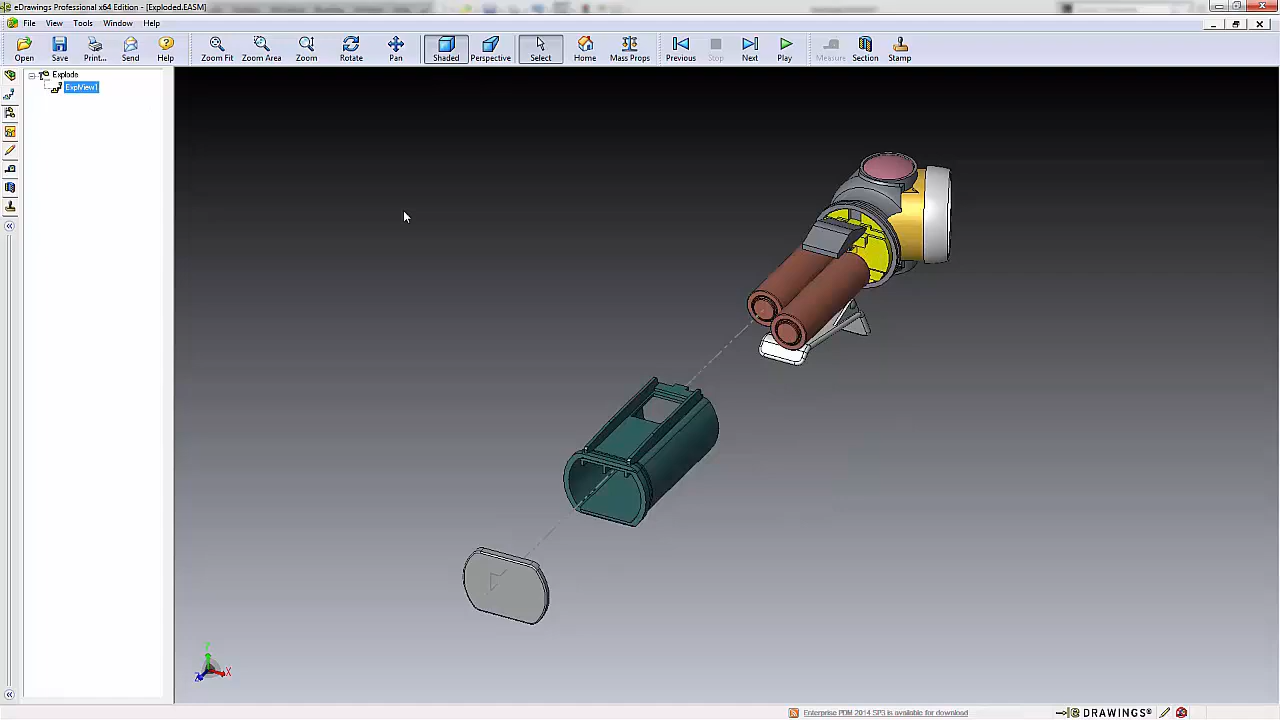 eDrawings Professional x64 Edition - [Exploded.EASM]
File View Tools Window Help
Open Save Print... Send Help Zoom Fit Zoom Area Zoom Rotate Pan Shaded Perspective Select Home Mass Props Previous Stop Next Play Measure Section Stamp
Explode
ExpView1
Y
Z X
Enterprise PDM 2014 SP3 is available for download
eDRAWINGS®